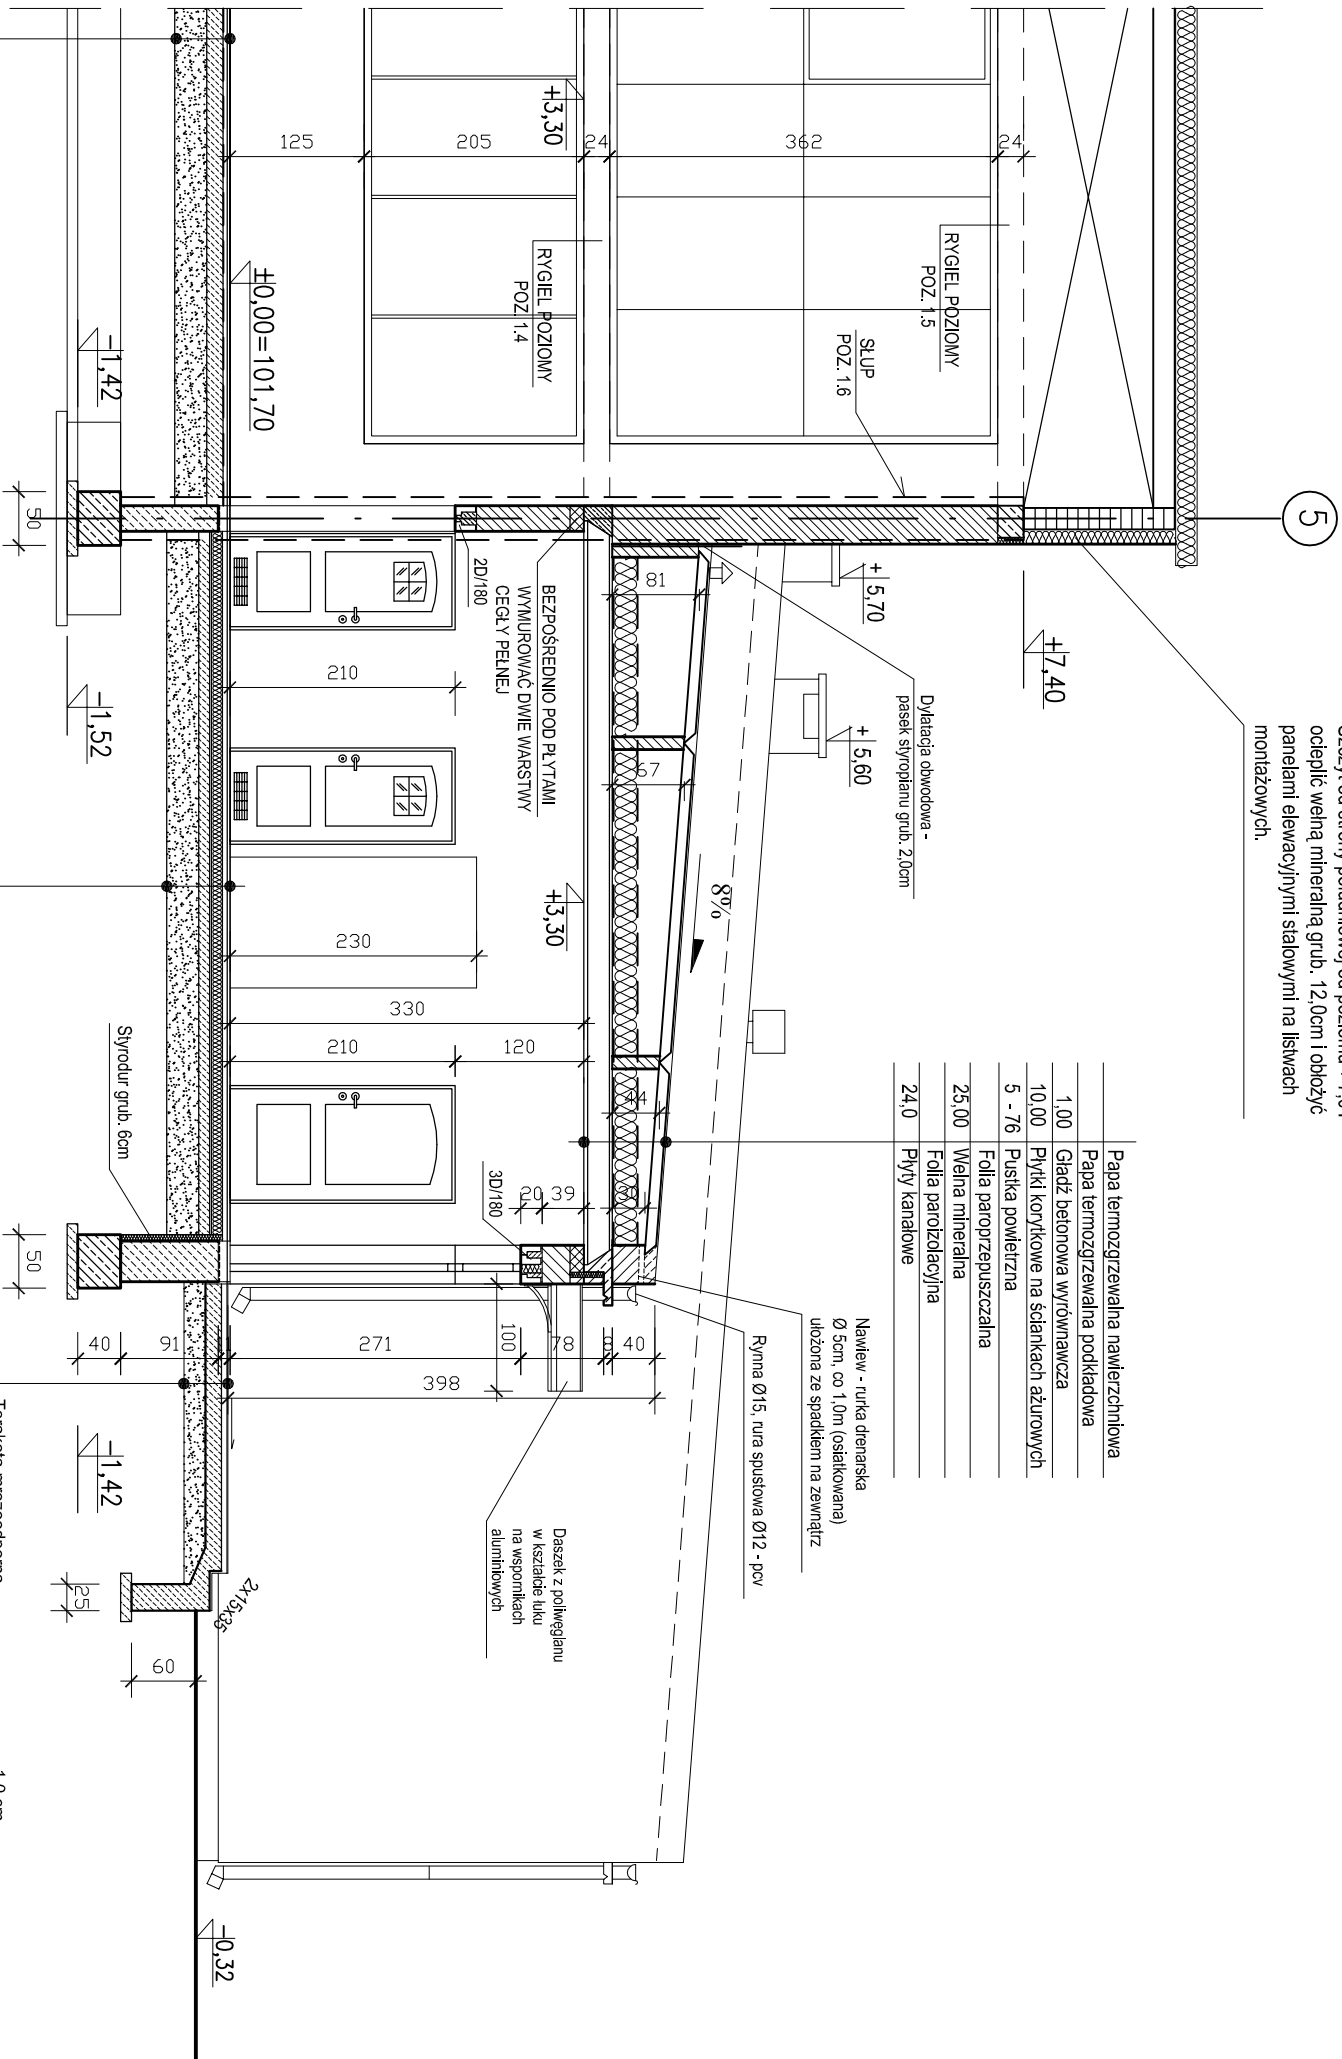 5
ocieplić wełną mineralną grub. 12,0cm i obłożyć
panelami elewacyjnymi stalowymi na listwach
montażowych.
+7,40
+ 5,70
+ 5,60
Dylatacja obwodowa -
pasek styropianu grub. 2,0cm
8%
RYGIEL POZIOMY
POZ. 1.5
SŁUP
POZ. 1.6
RYGIEL POZIOMY
POZ. 1.4
+3,30
125
205
24
362
24
±0,00=101,70
-1,42
-1,52
50
2D/180
BEZPOŚREDNIO POD PŁYTAMI
WYMUROWAĆ DWIE WARSTWY
CEGŁY PEŁNEJ
81
67
44
30
210
230
+3,30
330
210
120
20
39
3D/180
Styrodur grub. 6cm
50
Papa termozgrzewalna nawierzchniowa
Papa termozgrzewalna podkładowa
1,00 Gładź betonowa wyrównawcza
10,00 Płytki korytkowe na ściankach ażurowych
5 - 76 Pustka powietrzna
Folia paroprzepuszczalna
25,00 Wełna mineralna
Folia paroizolacyjna
24,0 Płyty kanałowe
Nawiew - rurka drenarska
Ø 5cm, co 1,0m (osiatkowana)
ułożona ze spadkiem na zewnątrz
Rynna Ø15, rura spustowa Ø12 - pcv
Daszek z poliwęglanu
w kształcie łuku
na wspornikach
aluminiowych
40
91
271
100
78
8
40
398
-1,42
2x15x35
25
60
-0,32